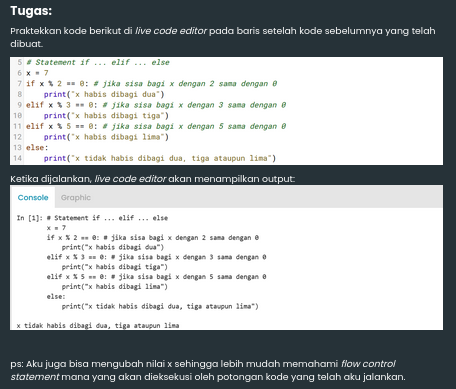 Tugas:
Praktekkan kode berikut di live code editor pada baris setelah kode sebelumnya yang telah
dibuat.
5 # Statement if ... elif ... else
6 x = 7
7 if x % 2 == 0: # jika sisa bagi x dengan 2 sama dengan 0
8     print("x habis dibagi dua")
9 elif x % 3 == 0: # jika sisa bagi x dengan 3 sama dengan 0
10     print("x habis dibagi tiga")
11 elif x % 5 == 0: # jika sisa bagi x dengan 5 sama dengan 0
12     print("x habis dibagi lima")
13 else:
14     print("x tidak habis dibagi dua, tiga ataupun lima")
Ketika dijalankan, live code editor akan menampilkan output:
Console Graphic
In [1]: # Statement if ... elif ... else
x = 7
if x % 2 == 0: # jika sisa bagi x dengan 2 sama dengan 0
    print("x habis dibagi dua")
elif x % 3 == 0: # jika sisa bagi x dengan 3 sama dengan 0
    print("x habis dibagi tiga")
elif x % 5 == 0: # jika sisa bagi x dengan 5 sama dengan 0
    print("x habis dibagi lima")
else:
    print("x tidak habis dibagi dua, tiga ataupun lima")
x tidak habis dibagi dua, tiga ataupun lima
ps: Aku juga bisa mengubah nilai x sehingga lebih mudah memahami flow control
statement mana yang akan dieksekusi oleh potongan kode yang telah aku jalankan.